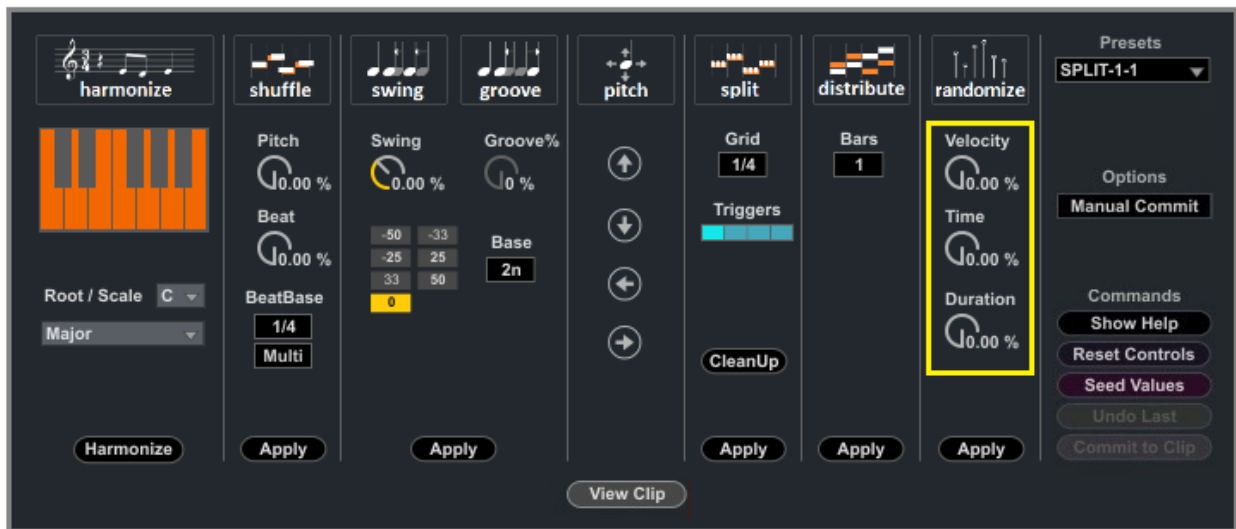 harmonize
shuffle
swing
groove
pitch
split
distribute
randomize
Presets
SPLIT-1-1
Root / Scale C
Major
Harmonize
Pitch
0.00 %
Beat
0.00 %
BeatBase
1/4
Multi
Apply
Swing
0.00 %
-50 -33
-25 25
33 50
0
Groove%
0 %
Base
2n
Apply
Grid
1/4
Triggers
CleanUp
Apply
Bars
1
Apply
Velocity
0.00 %
Time
0.00 %
Duration
0.00 %
Apply
Options
Manual Commit
Commands
Show Help
Reset Controls
Seed Values
Undo Last
Commit to Clip
View Clip